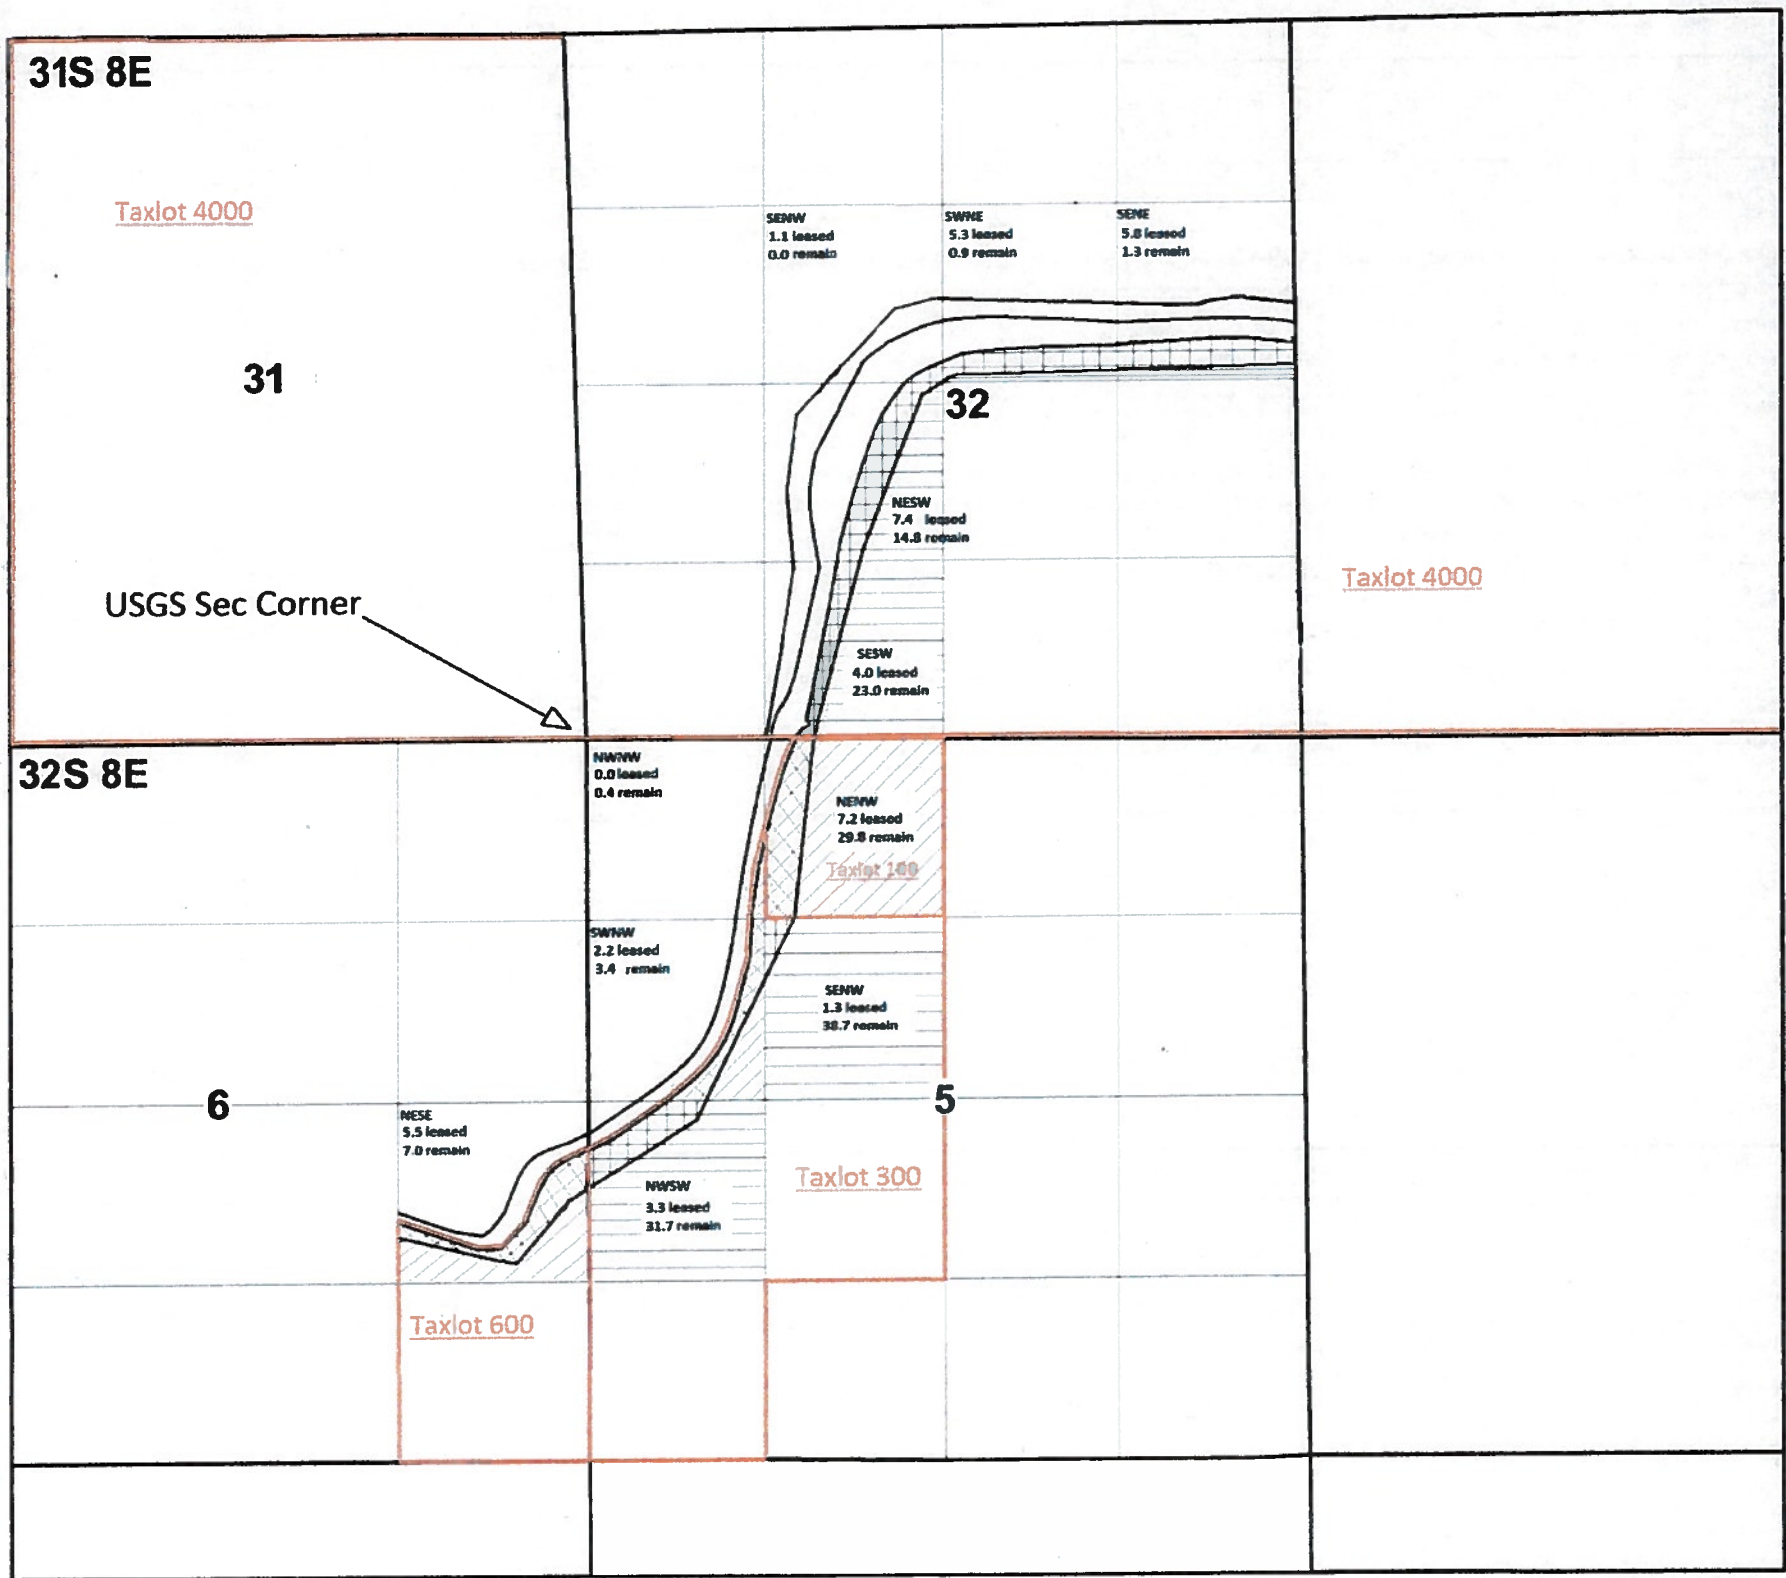 31S 8E
Taxlot 4000
SENW
1.1 leased
0.0 remain
SWNE
5.3 leased
0.9 remain
SENE
5.8 leased
1.3 remain
31
32
NESW
7.4 leased
14.8 remain
Taxlot 4000
USGS Sec Corner
SESW
4.0 leased
23.0 remain
32S 8E
NWNW
0.0 leased
0.4 remain
NENW
7.2 leased
29.8 remain
Taxlot 100
SWNW
2.2 leased
3.4 remain
SENW
1.3 leased
38.7 remain
6
5
NESE
5.5 leased
7.0 remain
Taxlot 300
NWSW
3.3 leased
31.7 remain
Taxlot 600